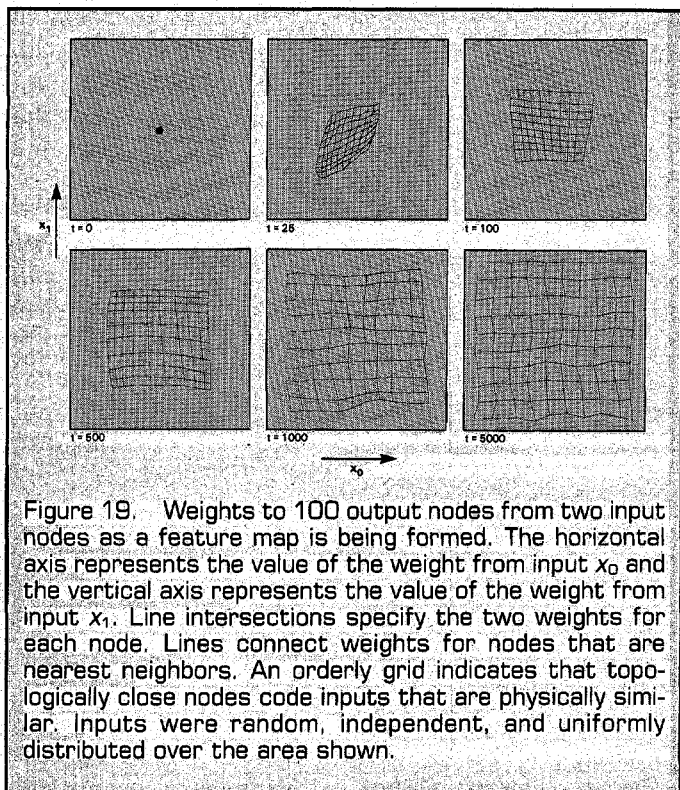 t = 0
t = 25
t = 100
x1
t = 500
t = 1000
t = 5000
x0
Figure 19. Weights to 100 output nodes from two input
nodes as a feature map is being formed. The horizontal
axis represents the value of the weight from input x0 and
the vertical axis represents the value of the weight from
input x1. Line intersections specify the two weights for
each node. Lines connect weights for nodes that are
nearest neighbors. An orderly grid indicates that topo-
logically close nodes code inputs that are physically simi-
lar. Inputs were random, independent, and uniformly
distributed over the area shown.